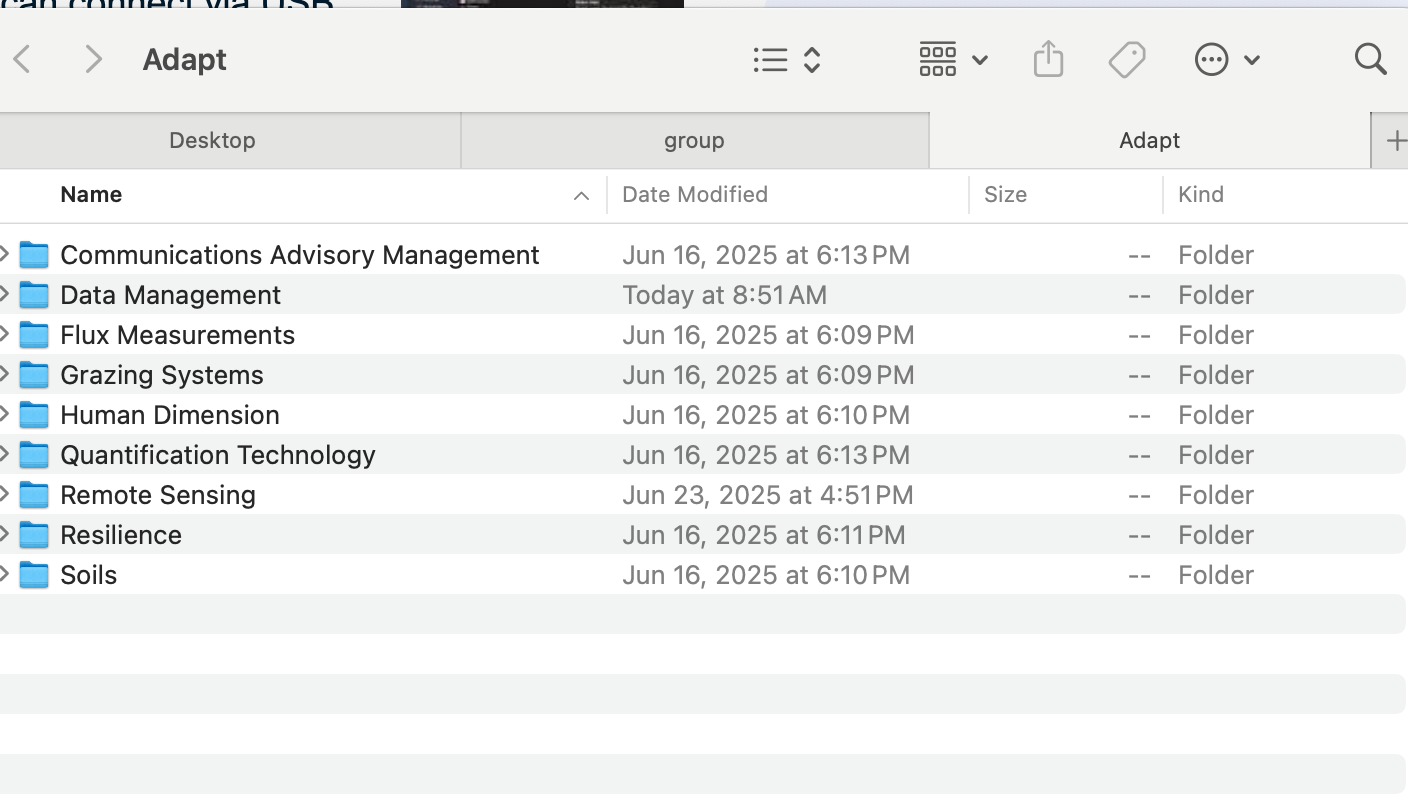 can connect via USB
Adapt
Desktop group Adapt
Name Date Modified Size Kind
Communications Advisory Management Jun 16, 2025 at 6:13 PM -- Folder
Data Management Today at 8:51 AM -- Folder
Flux Measurements Jun 16, 2025 at 6:09 PM -- Folder
Grazing Systems Jun 16, 2025 at 6:09 PM -- Folder
Human Dimension Jun 16, 2025 at 6:10 PM -- Folder
Quantification Technology Jun 16, 2025 at 6:13 PM -- Folder
Remote Sensing Jun 23, 2025 at 4:51 PM -- Folder
Resilience Jun 16, 2025 at 6:11 PM -- Folder
Soils Jun 16, 2025 at 6:10 PM -- Folder